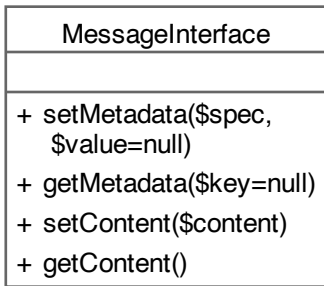 MessageInterface
+ setMetadata($spec,
$value=null)
+ getMetadata($key=null)
+ setContent($content)
+ getContent()